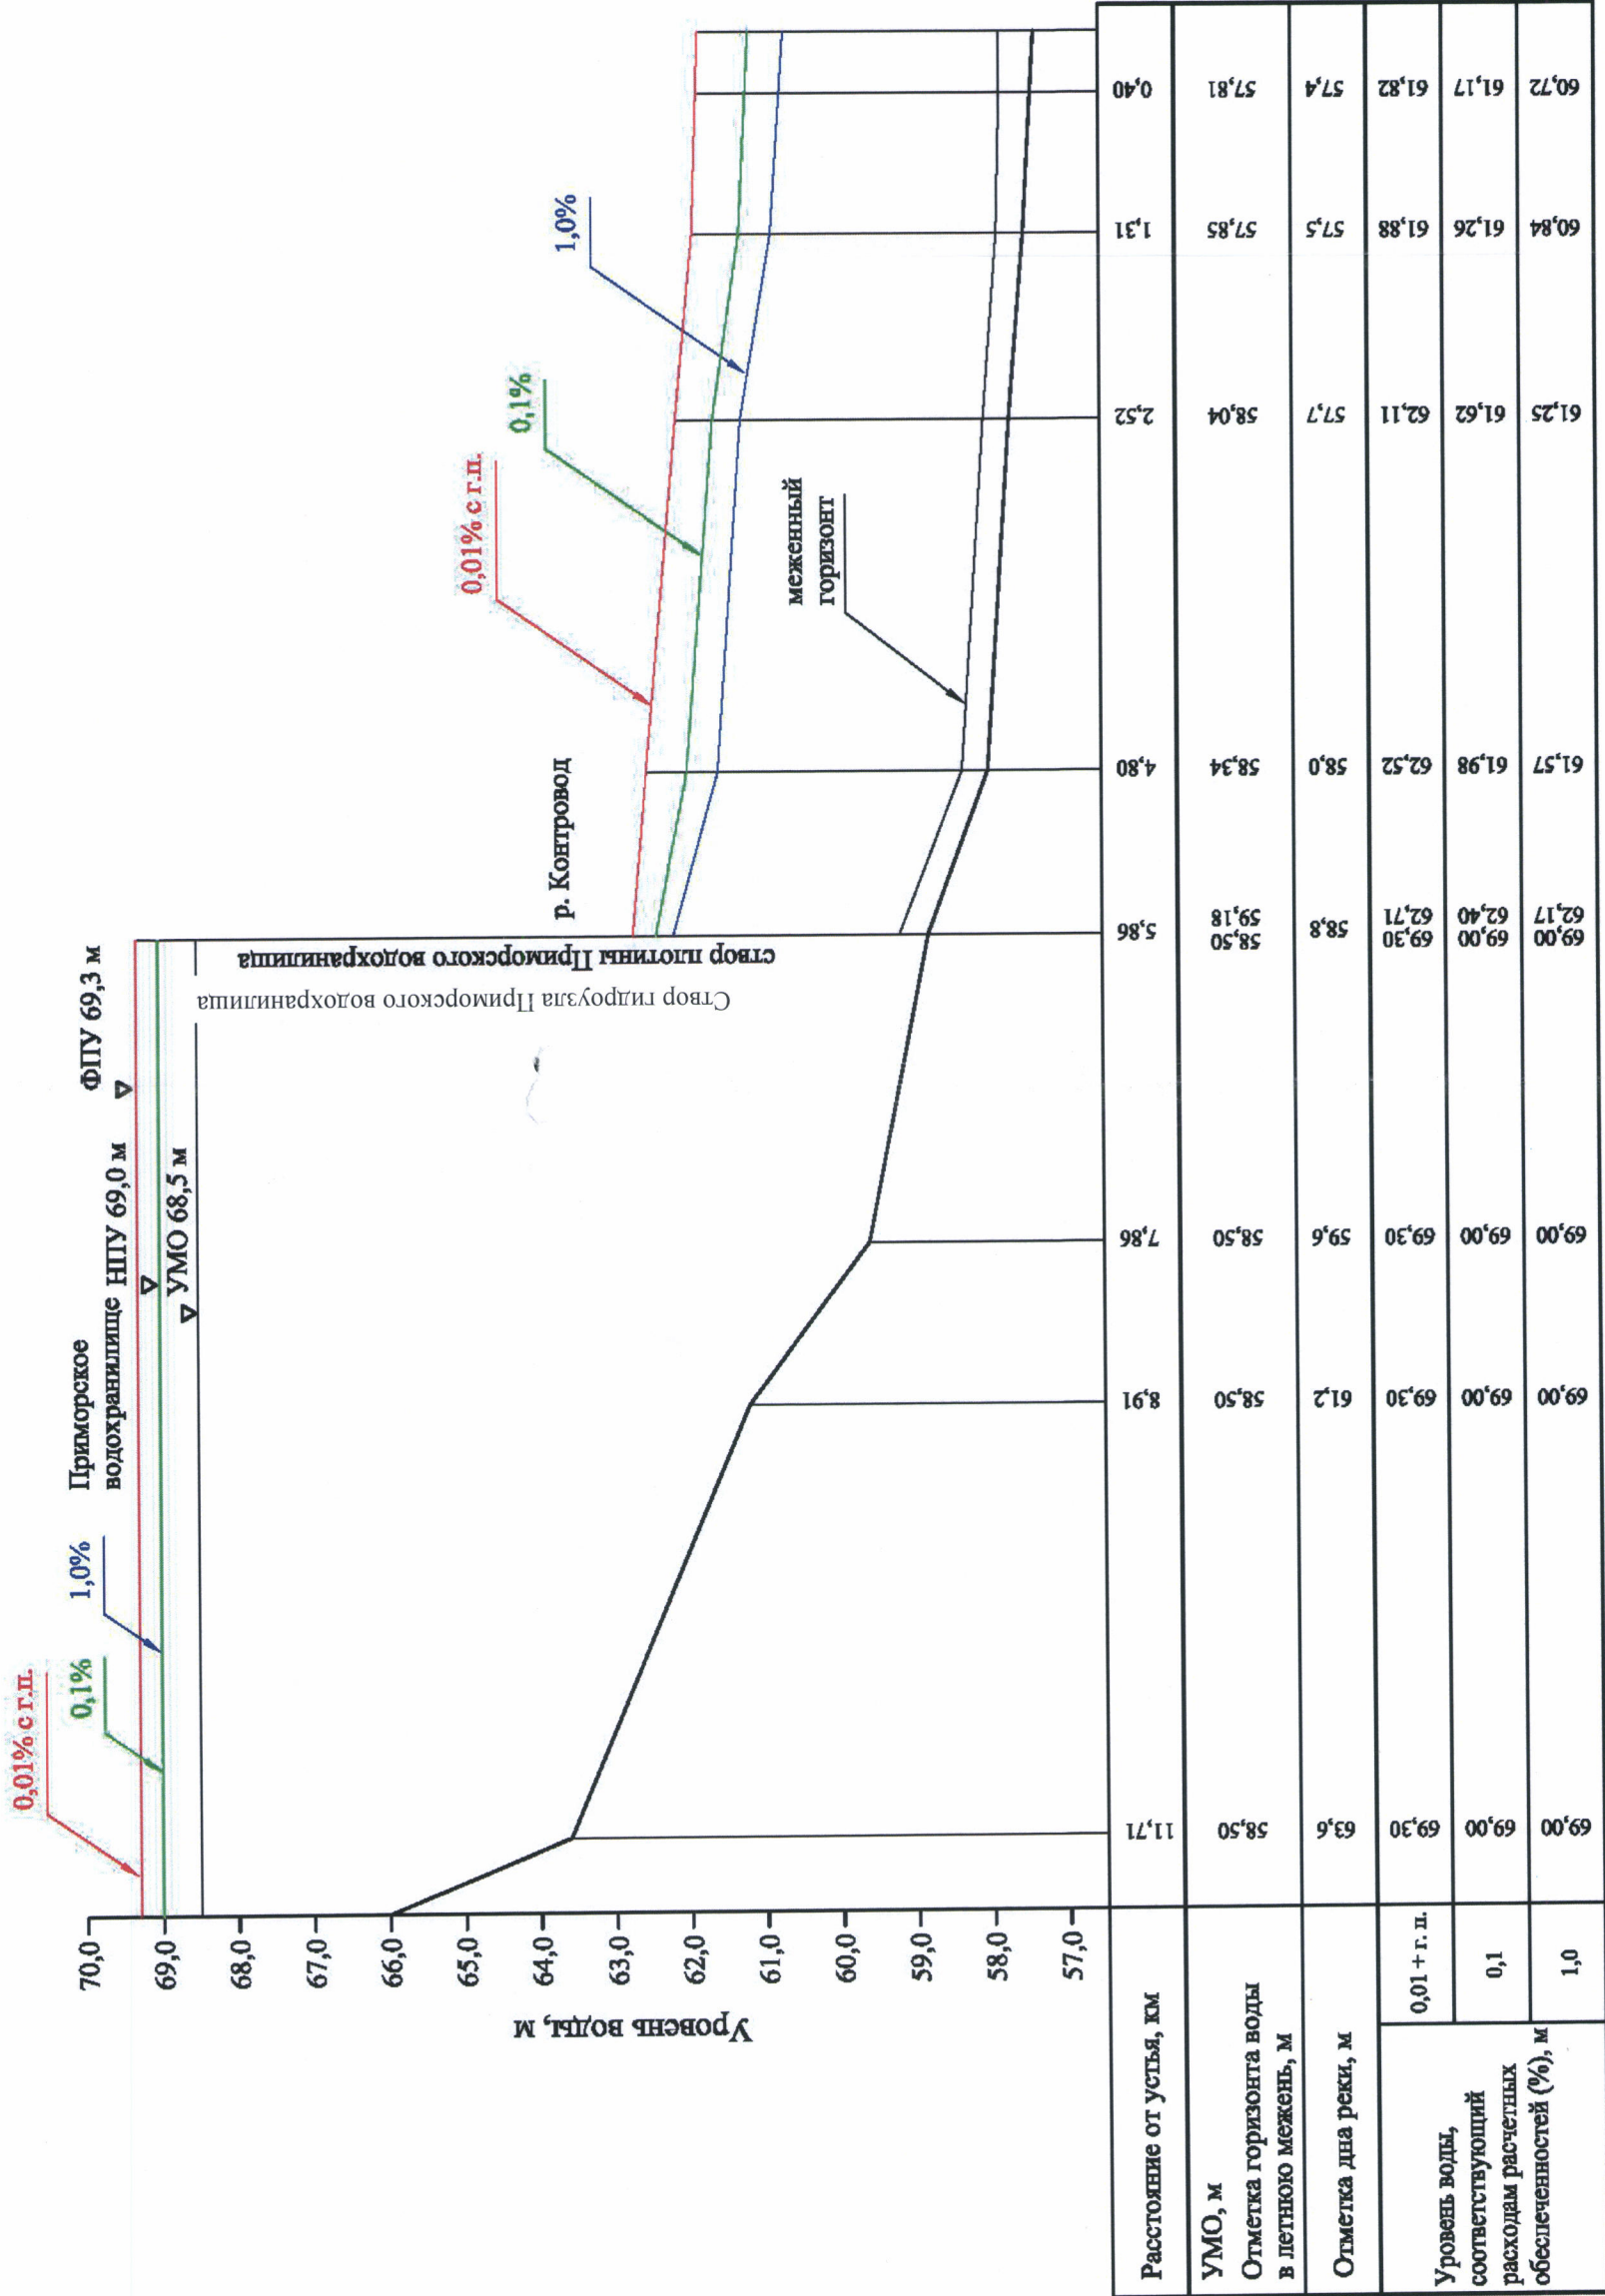 0,01% с г.п.
0,1%
1,0%
Приморское
водохранилище НПУ 69,0 м
ФПУ 69,3 м
УМО 68,5 м
створ плотины Приморского водохранилища
Створ гидроузла Приморского водохранилища
р. Контровод
0,01% с г.п.
0,1%
1,0%
меженный
горизонт
Уровень воды, м
70,0
69,0
68,0
67,0
66,0
65,0
64,0
63,0
62,0
61,0
60,0
59,0
58,0
57,0
Расстояние от устья, км
11,71 8,91 7,86 5,86 4,80 2,52 1,31 0,40
УМО, м
Отметка горизонта воды
в летнюю межень, м
58,50 58,50 58,50 58,50 59,18 58,34 58,04 57,85 57,81
Отметка дна реки, м
63,6 61,2 59,6 58,8 58,0 57,7 57,5 57,4
Уровень воды,
соответствующий
расходам расчетных
обеспеченностей (%), м
0,01 + г. п.
69,30 69,30 69,30 69,30 62,71 62,52 62,11 61,88 61,82
0,1
69,00 69,00 69,00 69,00 62,40 61,98 61,62 61,26 61,17
1,0
69,00 69,00 69,00 69,00 62,17 61,57 61,25 60,84 60,72